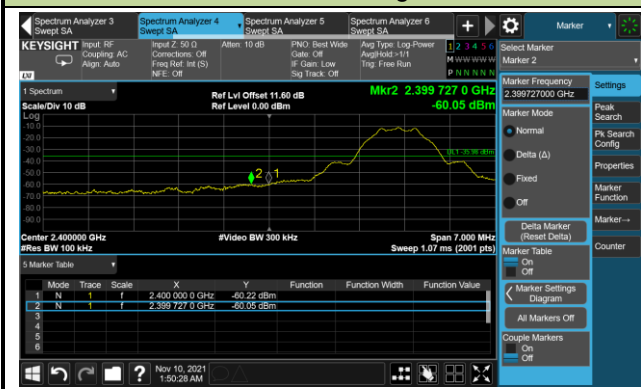 Spectrum Analyzer 3
Swept SA
Spectrum Analyzer 4
Swept SA
Spectrum Analyzer 5
Swept SA
Spectrum Analyzer 6
Swept SA
+
Marker
KEYSIGHT
Input: RF
Coupling: AC
Align: Auto
Input Z: 50 Ω
Corrections: Off
Freq Ref: Int (S)
NFE: Off
Atten: 10 dB
PNO: Best Wide
Gate: Off
IF Gain: Low
Sig Track: Off
Avg Type: Log-Power
Avg|Hold:>1/1
Trig: Free Run
1 2 3 4 5 6
M W W W W W
P N N N N N
LXI
Select Marker
Marker 2
1 Spectrum
Scale/Div 10 dB
Ref Lvl Offset 11.60 dB
Ref Level 0.00 dBm
Mkr2 2.399 727 0 GHz
-60.05 dBm
Log
-10.0
-20.0
-30.0
-40.0
-50.0
-60.0
-70.0
-80.0
-90.0
DL1 -35.98 dBm
2
1
Center 2.400000 GHz
#Res BW 100 kHz
#Video BW 300 kHz
Span 7.000 MHz
Sweep 1.07 ms (2001 pts)
5 Marker Table
Mode Trace Scale X Y Function Function Width Function Value
1 N 1 f 2.400 000 0 GHz -60.22 dBm
2 N 1 f 2.399 727 0 GHz -60.05 dBm
3
4
5
6
Marker Frequency
2.399727000 GHz
Marker Mode
Normal
Delta (Δ)
Fixed
Off
Delta Marker
(Reset Delta)
Marker Table
On
Off
Marker Settings
Diagram
All Markers Off
Couple Markers
On
Off
Settings
Peak
Search
Pk Search
Config
Properties
Marker
Function
Marker→
Counter
?
Nov 10, 2021
1:50:28 AM